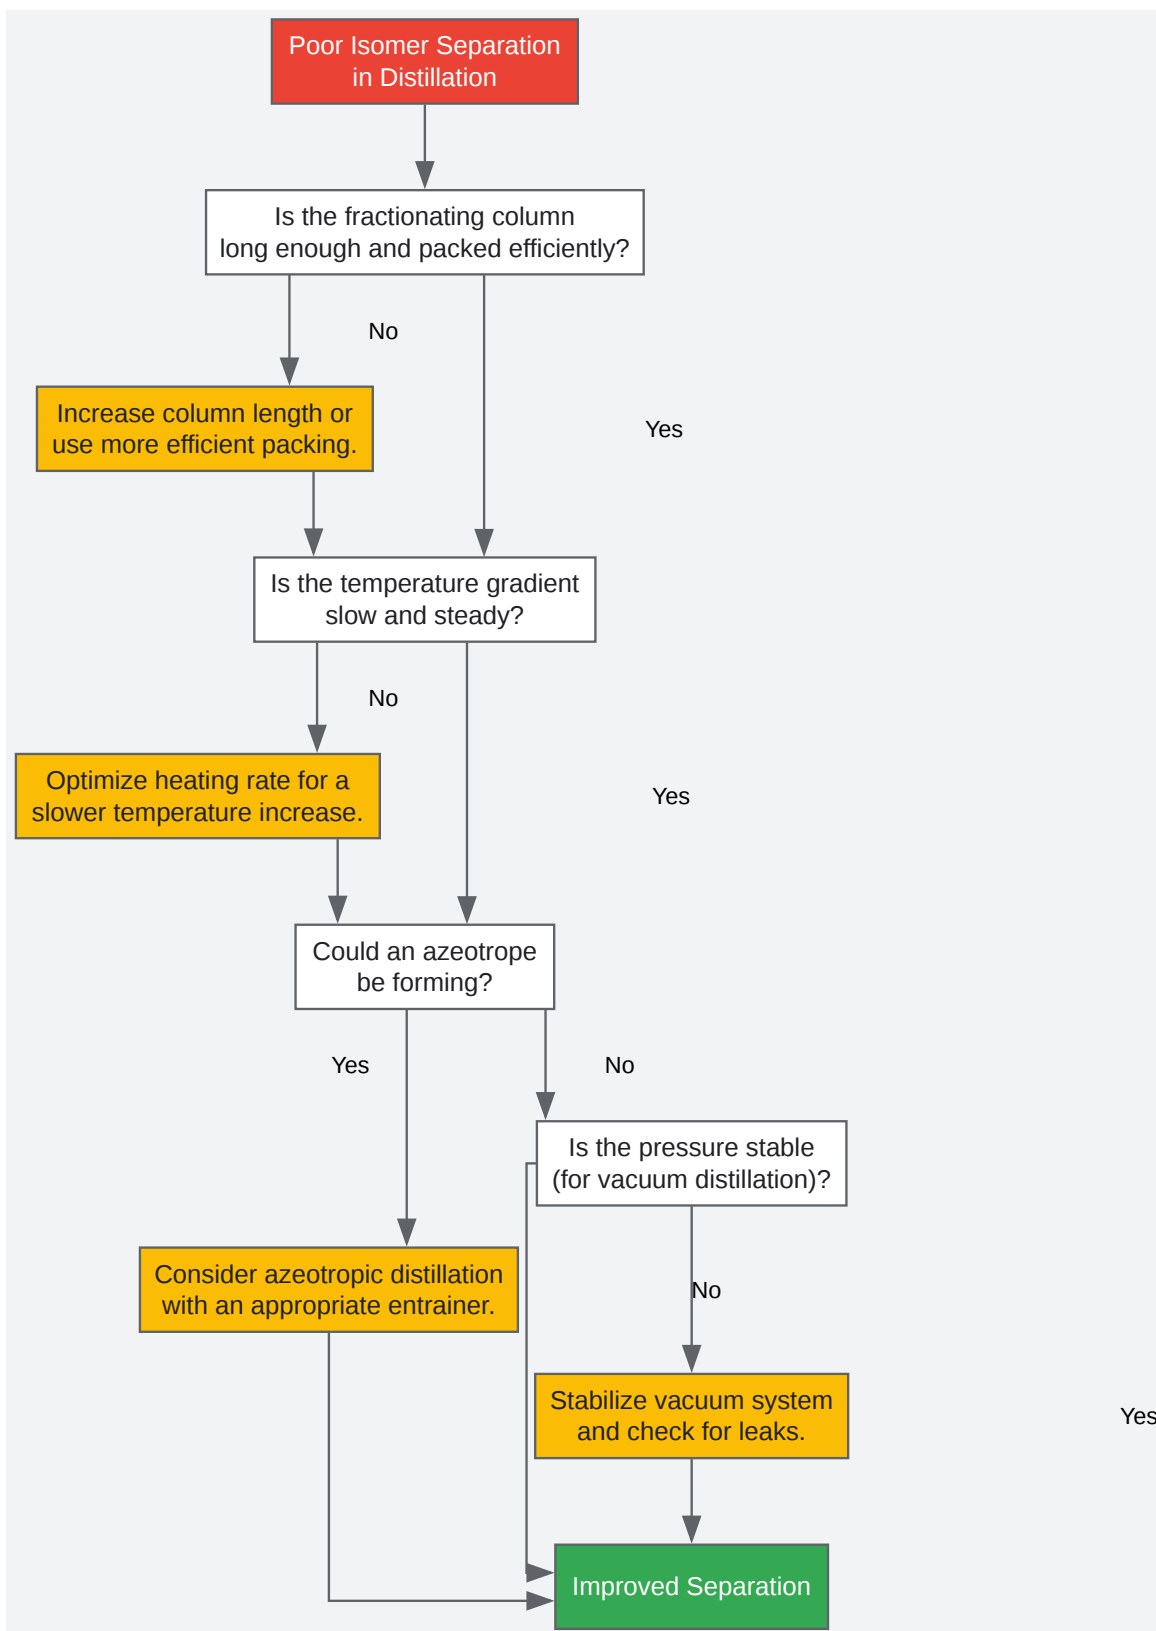 Poor Isomer Separation
in Distillation
Is the fractionating column
long enough and packed efficiently?
No
Increase column length or
use more efficient packing.
Yes
Is the temperature gradient
slow and steady?
No
Optimize heating rate for a
slower temperature increase.
Yes
Could an azeotrope
be forming?
Yes
No
Is the pressure stable
(for vacuum distillation)?
Consider azeotropic distillation
with an appropriate entrainer.
No
Stabilize vacuum system
and check for leaks.
Yes
Improved Separation